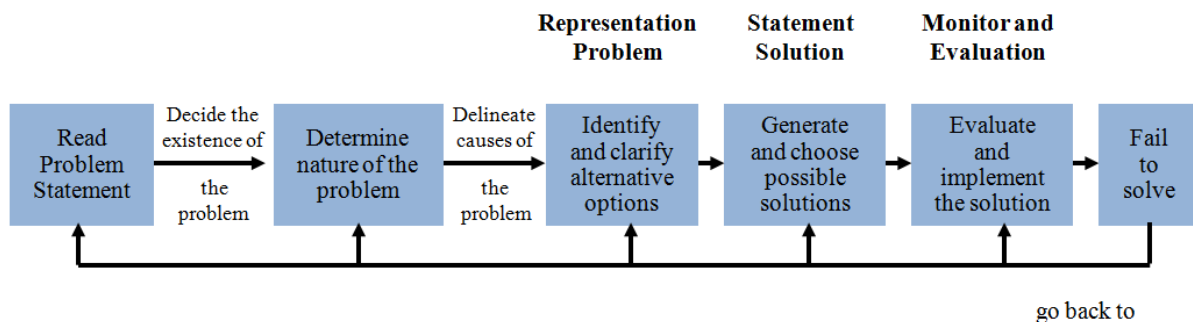 Representation
Problem
Statement
Solution
Monitor and
Evaluation
Read
Problem
Statement
Decide the
existence of
the
problem
Determine
nature of the
problem
Delineate
causes of
the
problem
Identify
and clarify
alternative
options
Generate
and choose
possible
solutions
Evaluate
and
implement
the solution
Fail
to
solve
go back to